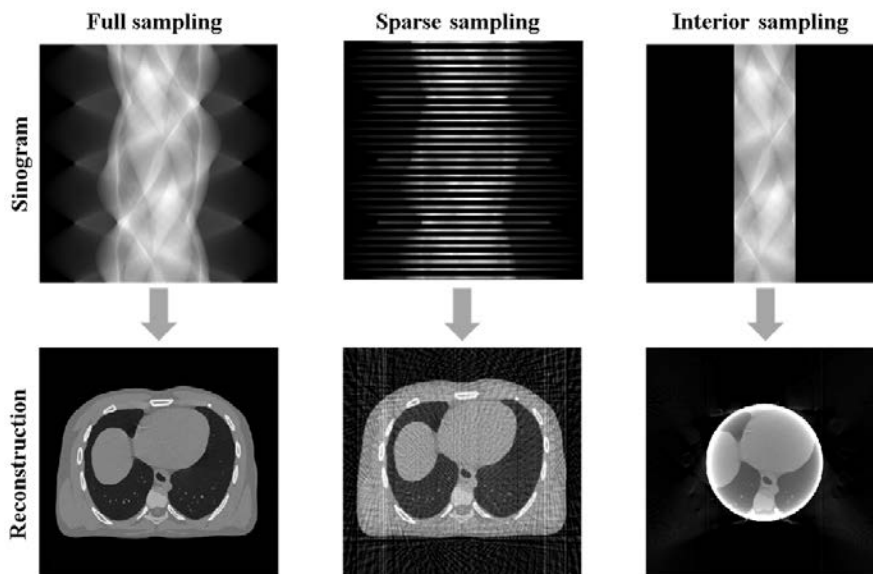 Full sampling
Sparse sampling
Interior sampling
Sinogram
Reconstruction